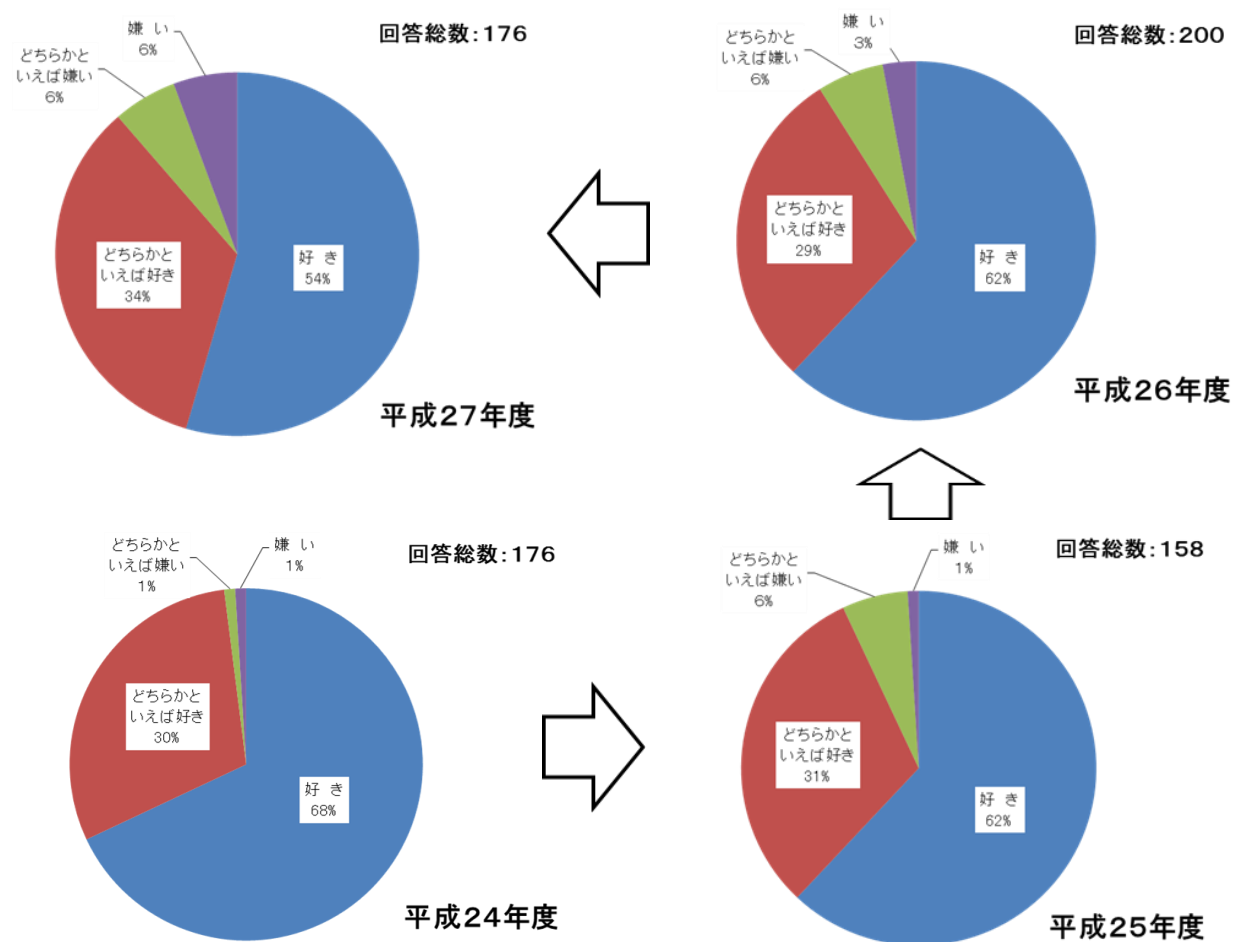 嫌 い
6%
どちらかと
いえば嫌い
6%
回答総数:176
どちらかと
いえば好き
34%
好 き
54%
平成27年度
嫌 い
3%
どちらかと
いえば嫌い
6%
回答総数:200
どちらかと
いえば好き
29%
好 き
62%
平成26年度
どちらかと
いえば嫌い
1%
嫌 い
1%
回答総数:176
どちらかと
いえば好き
30%
好 き
68%
平成24年度
どちらかと
いえば嫌い
6%
嫌 い
1%
回答総数:158
どちらかと
いえば好き
31%
好 き
62%
平成25年度